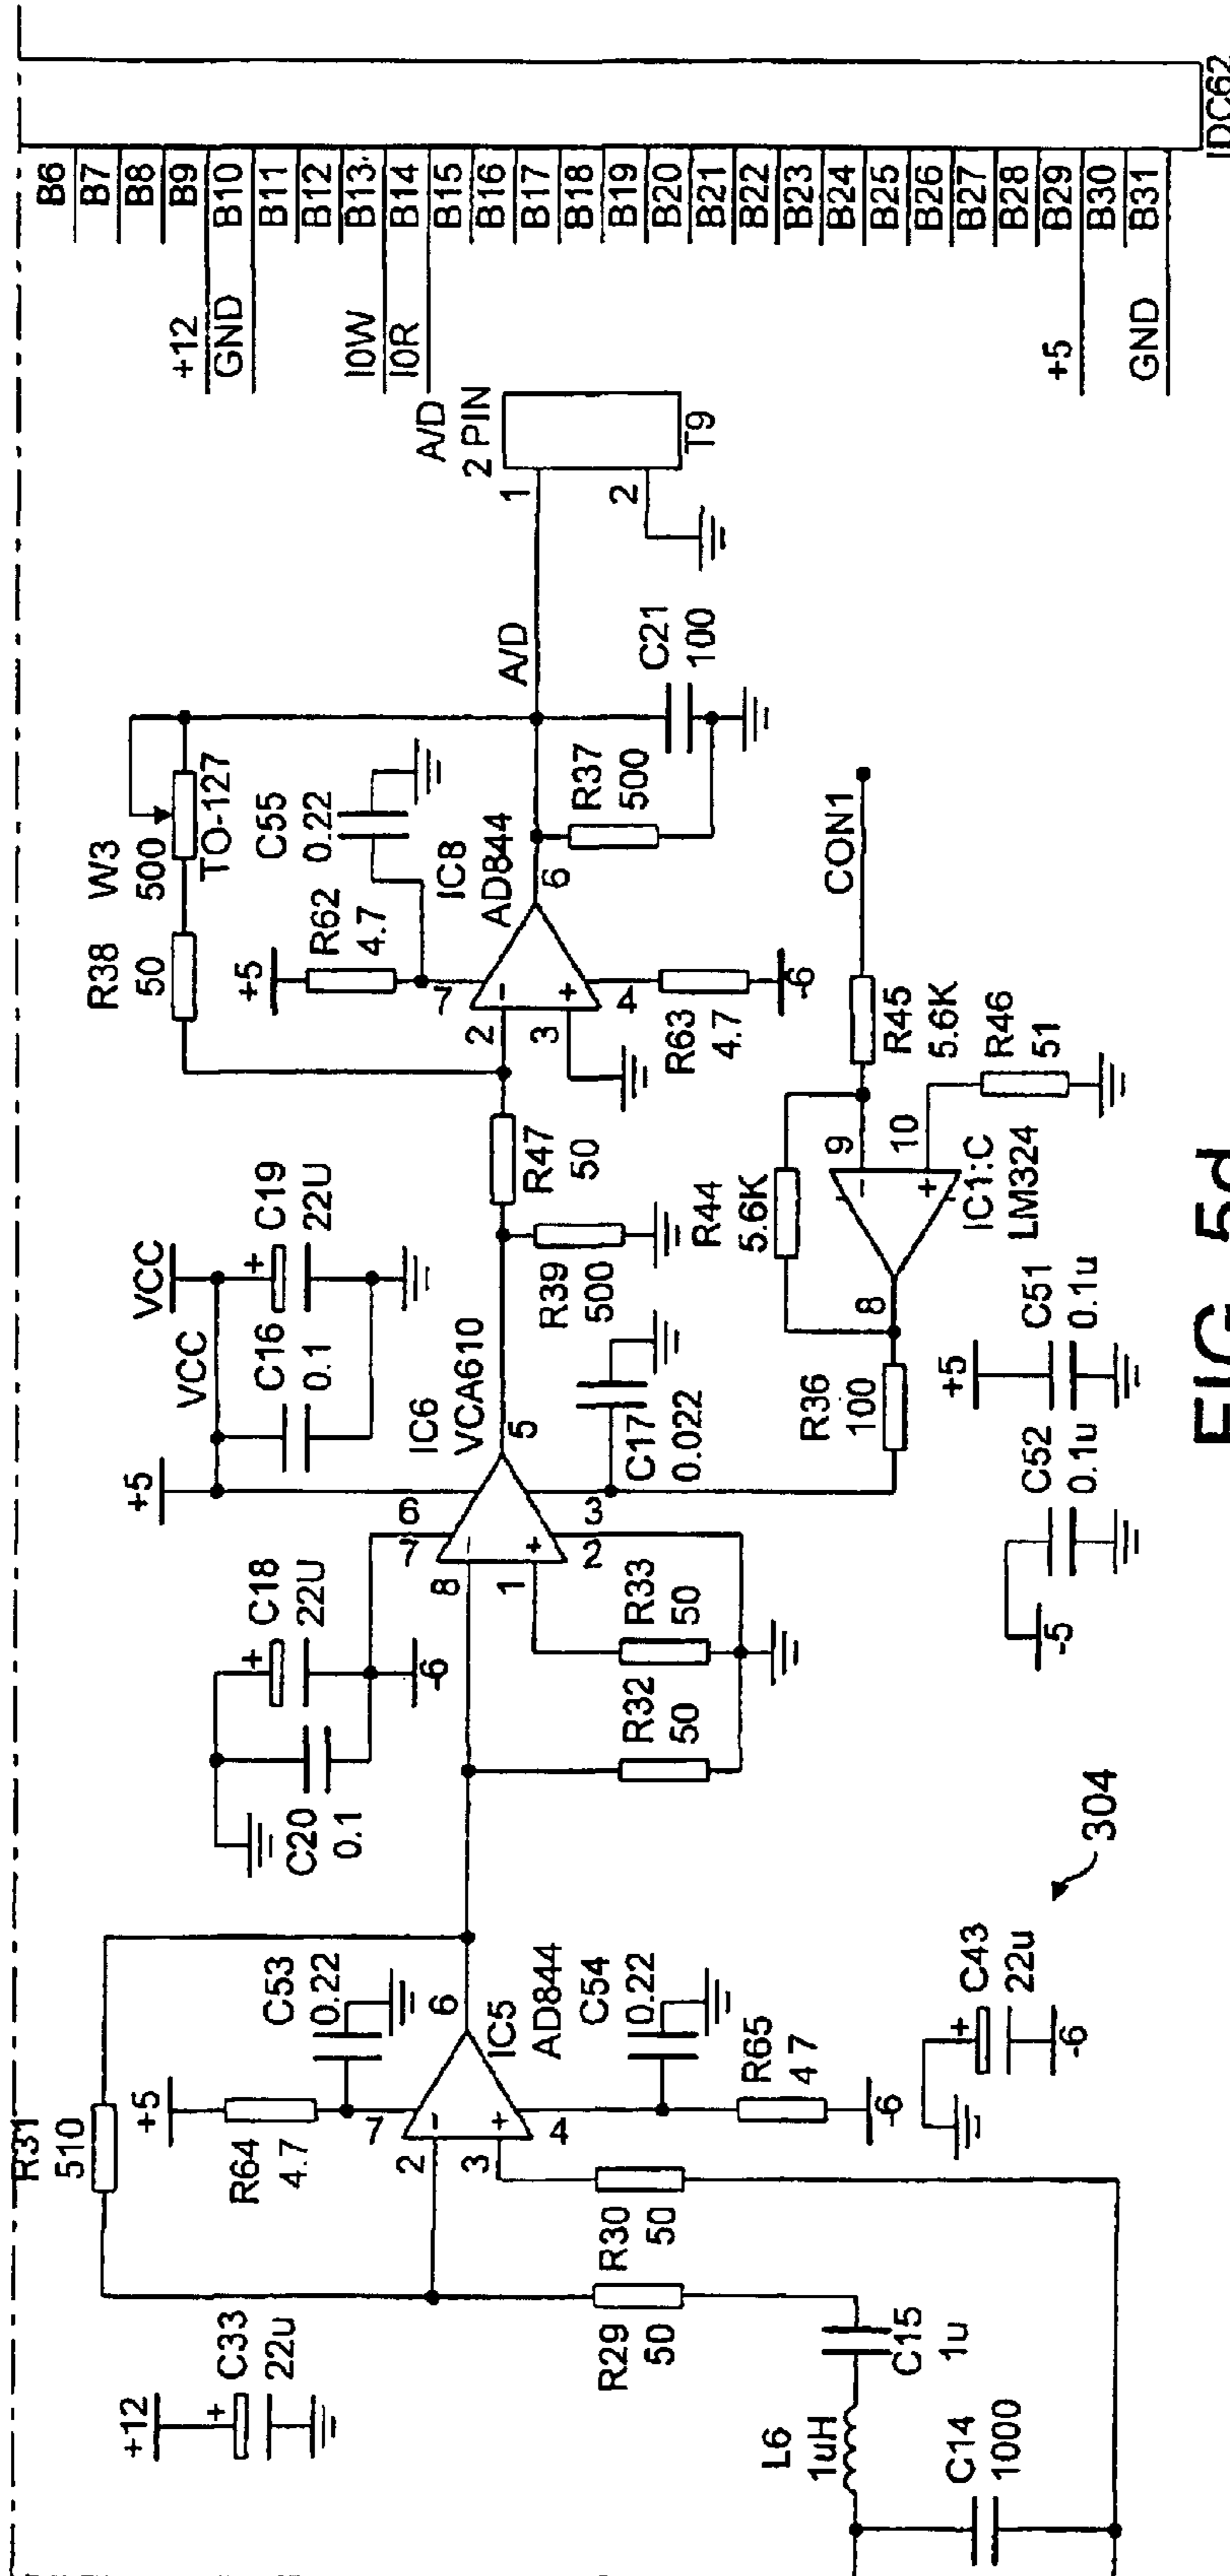 B6
B7
B8
B9
+12
B10
GND
B11
B12
B13
I0W
B14
I0R
B15
B16
B17
B18
B19
B20
B21
B22
B23
B24
B25
B26
B27
B28
B29
+5
B30
B31
GND
IDC62
A/D
2 PIN
1
2
T9
A/D
W3
500
TO-127
R38
50
C55
0.22
+5
R62
4.7
IC8
AD844
7
6
2
3
4
-
+
R63
4.7
-6
R37
500
C21
100
VCC
VCC
+5
C16
0.1
+
C19
22U
R47
50
R39
500
IC6
VCA610
5
6
7
8
1
3
2
-
+
C17
0.022
C18
22U
+
C20
0.1
-6
R32
50
R33
50
CON1
R45
5.6K
R46
51
R44
5.6K
9
10
8
-
+
IC1:C
LM324
R36
100
+5
C51
0.1u
C52
0.1u
-5
R31
510
+5
R64
4.7
C53
0.22
7
6
2
3
4
-
+
IC5
AD844
C54
0.22
R65
4 7
-6
C43
22u
+
-6
304
+12
C33
22u
+
R29
50
R30
50
L6
1uH
C15
1u
C14
1000
FIG 5d